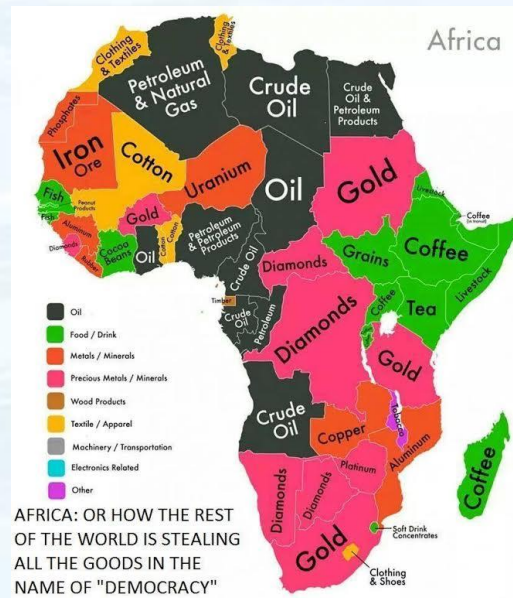 Africa
Clothing
& Textiles
Clothing
& Textiles
Petroleum
& Natural
Gas
Crude
Oil
Crude
Oil &
Petroleum
Products
Phosphates
Iron
Ore
Cotton
Uranium
Oil
Gold
Fish
Fish
Peanut
Products
Gold
Livestock
Coffee
(in transit)
Aluminum
Diamonds
Rubber
Cocoa
Beans
Oil
Cotton
Cotton
Petroleum
& Petroleum
Products
Crude Oil
Diamonds
Grains
Coffee
Livestock
Timber
Crude
Oil
Petroleum
Diamonds
Coffee
Tea
Gold
Crude
Oil
Copper
Tobacco
Aluminum
Diamonds
Diamonds
Platinum
Coffee
Gold
Soft Drink
Concentrates
Clothing
& Shoes
Oil
Food / Drink
Metals / Minerals
Precious Metals / Minerals
Wood Products
Textile / Apparel
Machinery / Transportation
Electronics Related
Other
AFRICA: OR HOW THE REST
OF THE WORLD IS STEALING
ALL THE GOODS IN THE
NAME OF "DEMOCRACY"